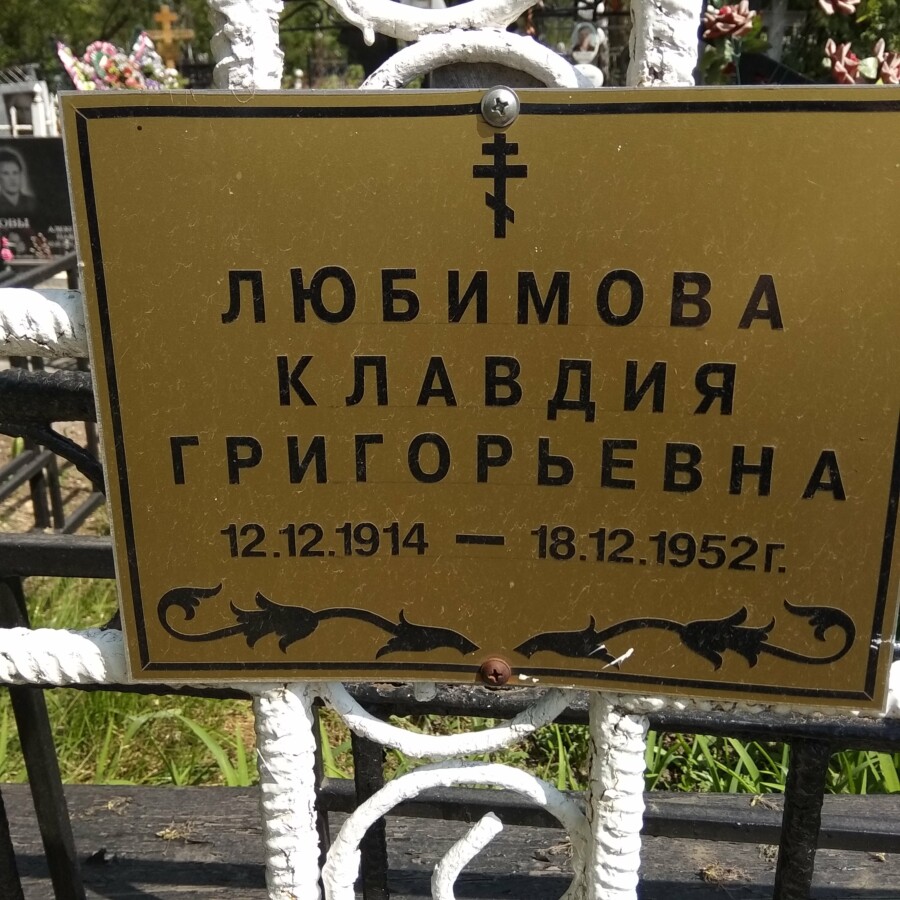 ЛЮБИМОВА
КЛАВДИЯ
ГРИГОРЬЕВНА
12.12.1914 — 18.12.1952г.